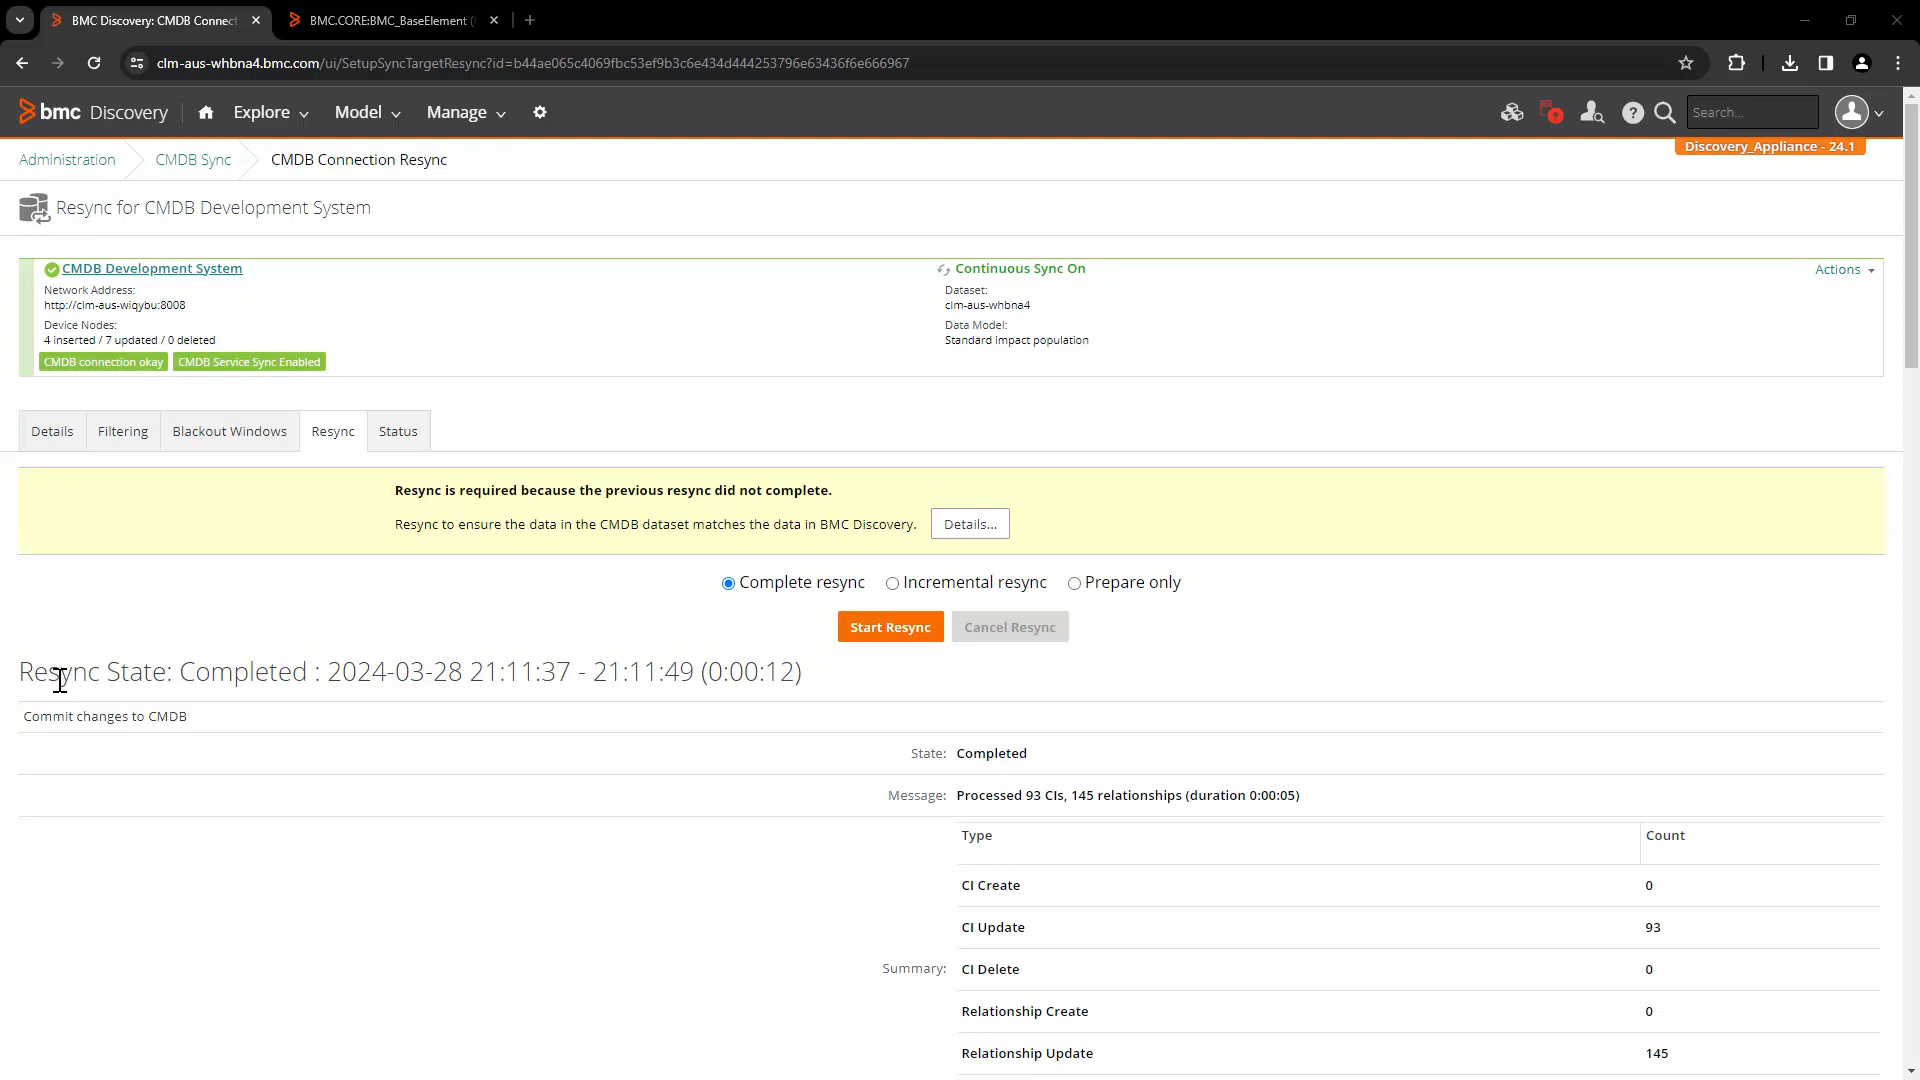 BMC Discovery: CMDB Connect
BMC.CORE:BMC_BaseElement (
clm-aus-whbna4.bmc.com/ui/SetupSyncTargetResync?id=b44ae065c4069fbc53ef9b3c6e434d444253796e63436f6e666967
bmc Discovery
Explore
Model
Manage
Search...
Administration
CMDB Sync
CMDB Connection Resync
Discovery_Appliance - 24.1
Resync for CMDB Development System
CMDB Development System
Continuous Sync On
Actions
Network Address:
http://clm-aus-wiqybu:8008
Dataset:
clm-aus-whbna4
Device Nodes:
4 inserted / 7 updated / 0 deleted
Data Model:
Standard impact population
CMDB connection okay
CMDB Service Sync Enabled
Details
Filtering
Blackout Windows
Resync
Status
Resync is required because the previous resync did not complete.
Resync to ensure the data in the CMDB dataset matches the data in BMC Discovery.
Details...
Complete resync
Incremental resync
Prepare only
Start Resync
Cancel Resync
Resync State: Completed : 2024-03-28 21:11:37 - 21:11:49 (0:00:12)
Commit changes to CMDB
State: Completed
Message: Processed 93 CIs, 145 relationships (duration 0:00:05)
Type Count
CI Create 0
CI Update 93
Summary: CI Delete 0
Relationship Create 0
Relationship Update 145